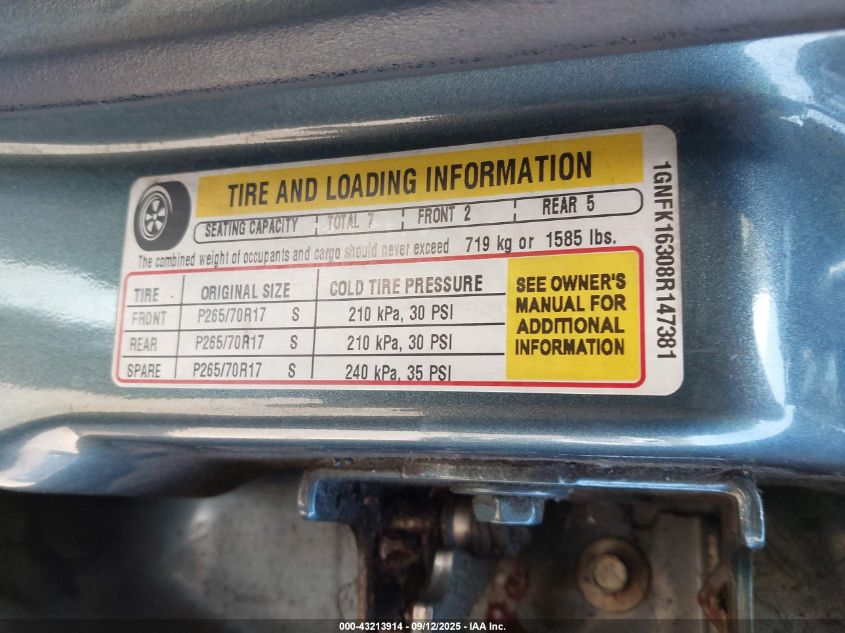 TIRE AND LOADING INFORMATION
SEATING CAPACITY TOTAL 7 FRONT 2 REAR 5
The combined weight of occupants and cargo should never exceed 719 kg or 1585 lbs.
TIRE ORIGINAL SIZE COLD TIRE PRESSURE
FRONT P265/70R17 S 210 kPa, 30 PSI
REAR P265/70R17 S 210 kPa, 30 PSI
SPARE P265/70R17 S 240 kPa, 35 PSI
SEE OWNER'S
MANUAL FOR
ADDITIONAL
INFORMATION
1GNFK16308R147381
000-43213914 - 09/12/2025 - IAA Inc.